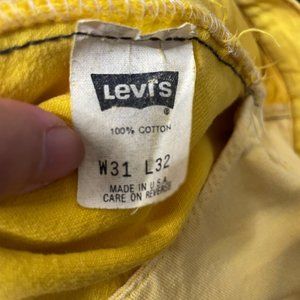 Levi's
®
100% COTTON
W31 L32
MADE IN U.S.A.
CARE ON REVERSE